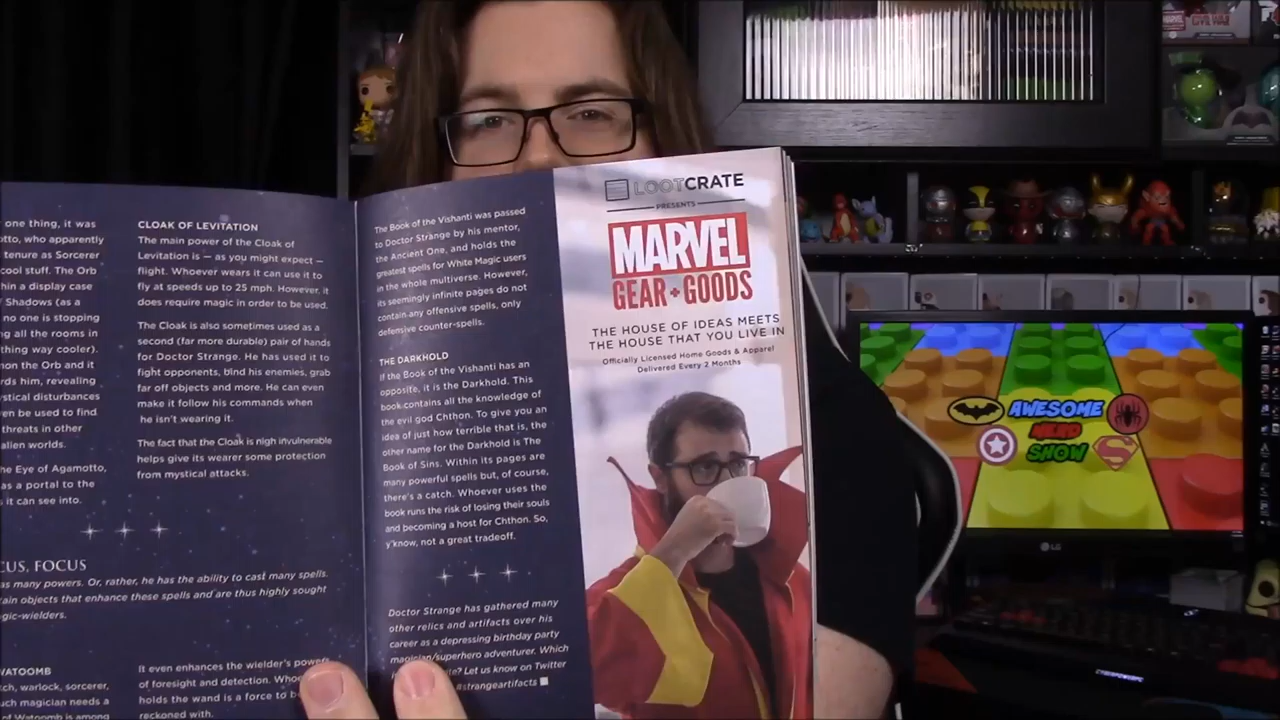 one thing, it was
otto, who apparently
tenure as Sorcerer
cool stuff. The Orb
hin a display case
Shadows (as a
no one is stopping
g all the rooms in
thing way cooler).
mon the Orb and it
rds him, revealing
ystical disturbances
en be used to find
threats in other
alien worlds.
he Eye of Agamotto,
as a portal to the
s it can see into.
CLOAK OF LEVITATION
The main power of the Cloak of
Levitation is — as you might expect —
flight. Whoever wears it can use it to
fly at speeds up to 25 mph. However, it
does require magic in order to be used.
The Cloak is also sometimes used as a
second (far more durable) pair of hands
for Doctor Strange. He has used it to
fight opponents, bind his enemies, grab
far off objects and more. He can even
make it follow his commands when
he isn't wearing it.
The fact that the Cloak is nigh invulnerable
helps give its wearer some protection
from mystical attacks.
CUS, FOCUS
as many powers. Or, rather, he has the ability to cast many spells.
tain objects that enhance these spells and are thus highly sought
gic-wielders.
WATOOMB
tch, warlock, sorcerer,
uch magician needs a
of Watoomb is among
It even enhances the wielder's powers
of foresight and detection. Whoe
holds the wand is a force to b
reckoned with.
The Book of the Vishanti was passed
to Doctor Strange by his mentor,
the Ancient One, and holds the
greatest spells for White Magic users
in the whole multiverse. However,
its seemingly infinite pages do not
contain any offensive spells, only
defensive counter-spells.
THE DARKHOLD
If the Book of the Vishanti has an
opposite, it is the Darkhold. This
book contains all the knowledge of
the evil god Chthon. To give you an
idea of just how terrible that is, the
other name for the Darkhold is The
Book of Sins. Within its pages are
many powerful spells but, of course,
there's a catch. Whoever uses the
book runs the risk of losing their souls
and becoming a host for Chthon. So,
y'know, not a great tradeoff.
Doctor Strange has gathered many
other relics and artifacts over his
career as a depressing birthday party
magician/superhero adventurer. Which
ite? Let us know on Twitter
#strangeartifacts
LOOTCRATE
PRESENTS
MARVEL
GEAR + GOODS
THE HOUSE OF IDEAS MEETS
THE HOUSE THAT YOU LIVE IN
Officially Licensed Home Goods & Apparel
Delivered Every 2 Months
AWESOME
NERD
SHOW
LG
CYBERPOWERPC
MARVEL
CIVIL WAR